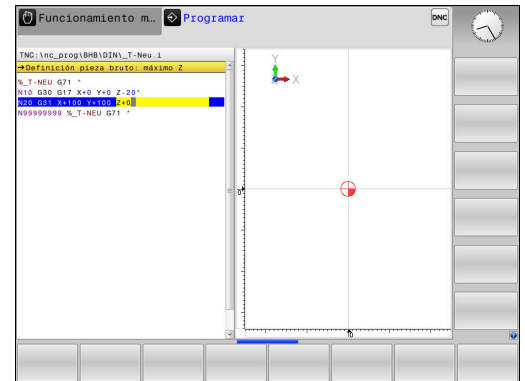 Funcionamiento m... Programar DNC
TNC:\nc_prog\BHB\DIN\_T-Neu.i
→Definición pieza bruto: máximo Z
%_T-NEU G71 *
N10 G30 G17 X+0 Y+0 Z-20*
N20 G31 X+100 Y+100 Z+0
N99999999 %_T-NEU G71 *
Y
X
0
0